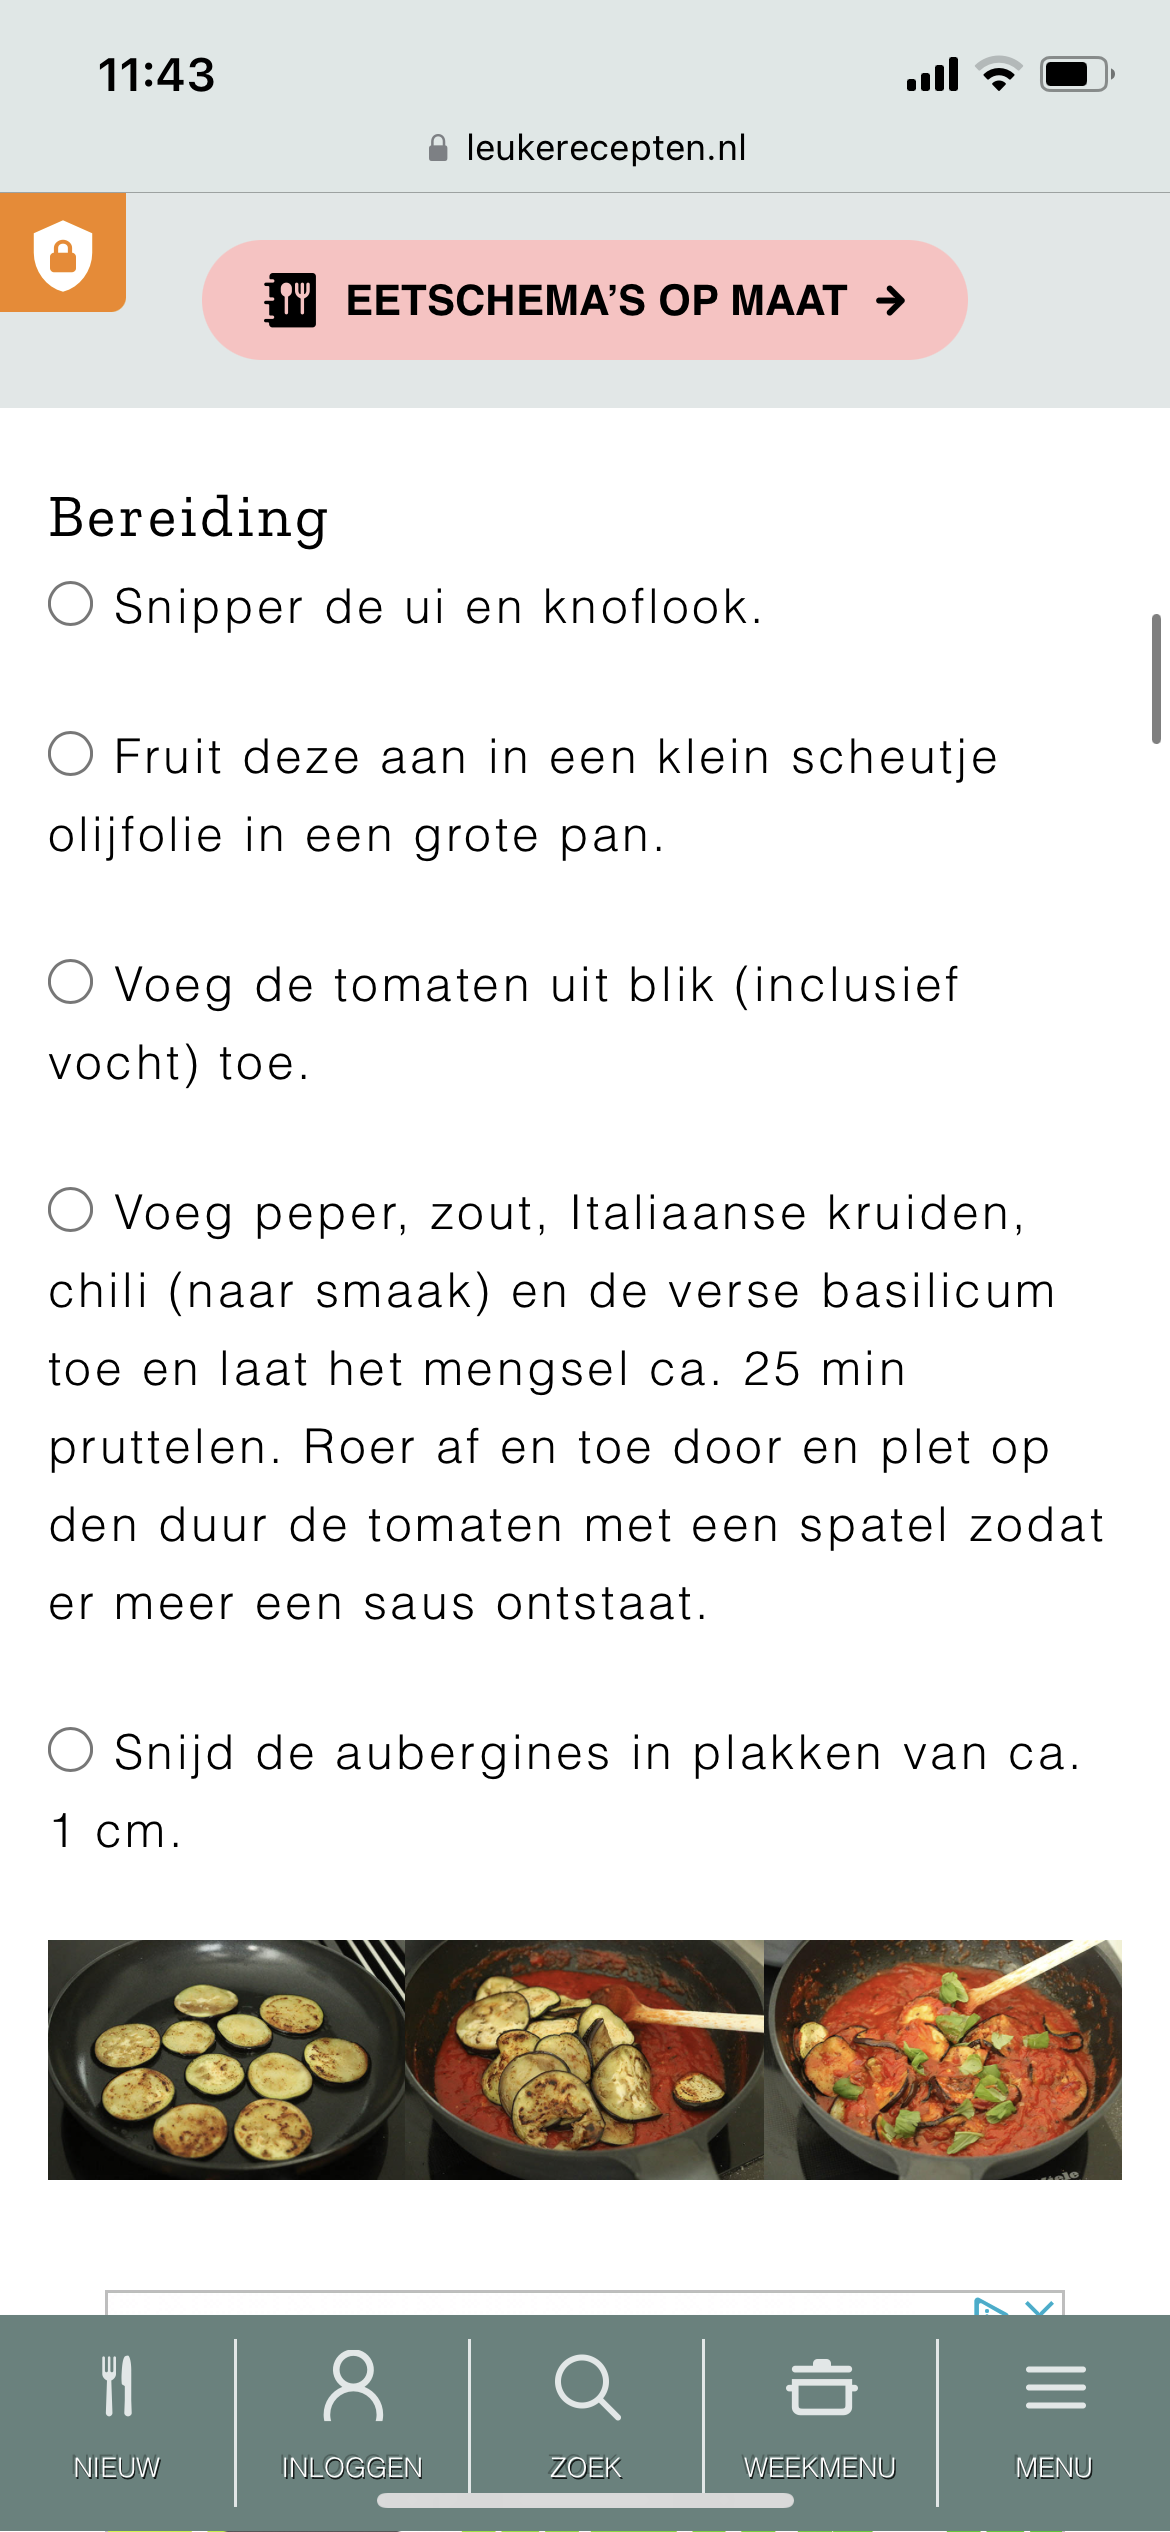 11:43
leukerecepten.nl
EETSCHEMA’S OP MAAT →
Bereiding
Snipper de ui en knoflook.
Fruit deze aan in een klein scheutje
olijfolie in een grote pan.
Voeg de tomaten uit blik (inclusief
vocht) toe.
Voeg peper, zout, Italiaanse kruiden,
chili (naar smaak) en de verse basilicum
toe en laat het mengsel ca. 25 min
pruttelen. Roer af en toe door en plet op
den duur de tomaten met een spatel zodat
er meer een saus ontstaat.
Snijd de aubergines in plakken van ca.
1 cm.
NIEUW INLOGGEN ZOEK WEEKMENU MENU